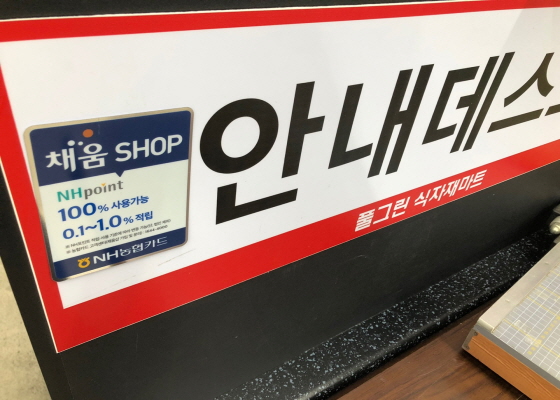 채움 SHOP
NHpoint
100% 사용가능
0.1~1.0% 적립
NH농협카드
안내데스
풀그린 식자재마트